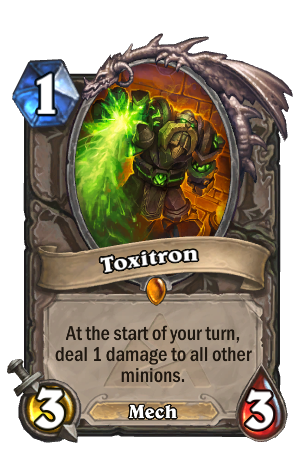 1
Toxitron
At the start of your turn,
deal 1 damage to all other
minions.
3
Mech
3